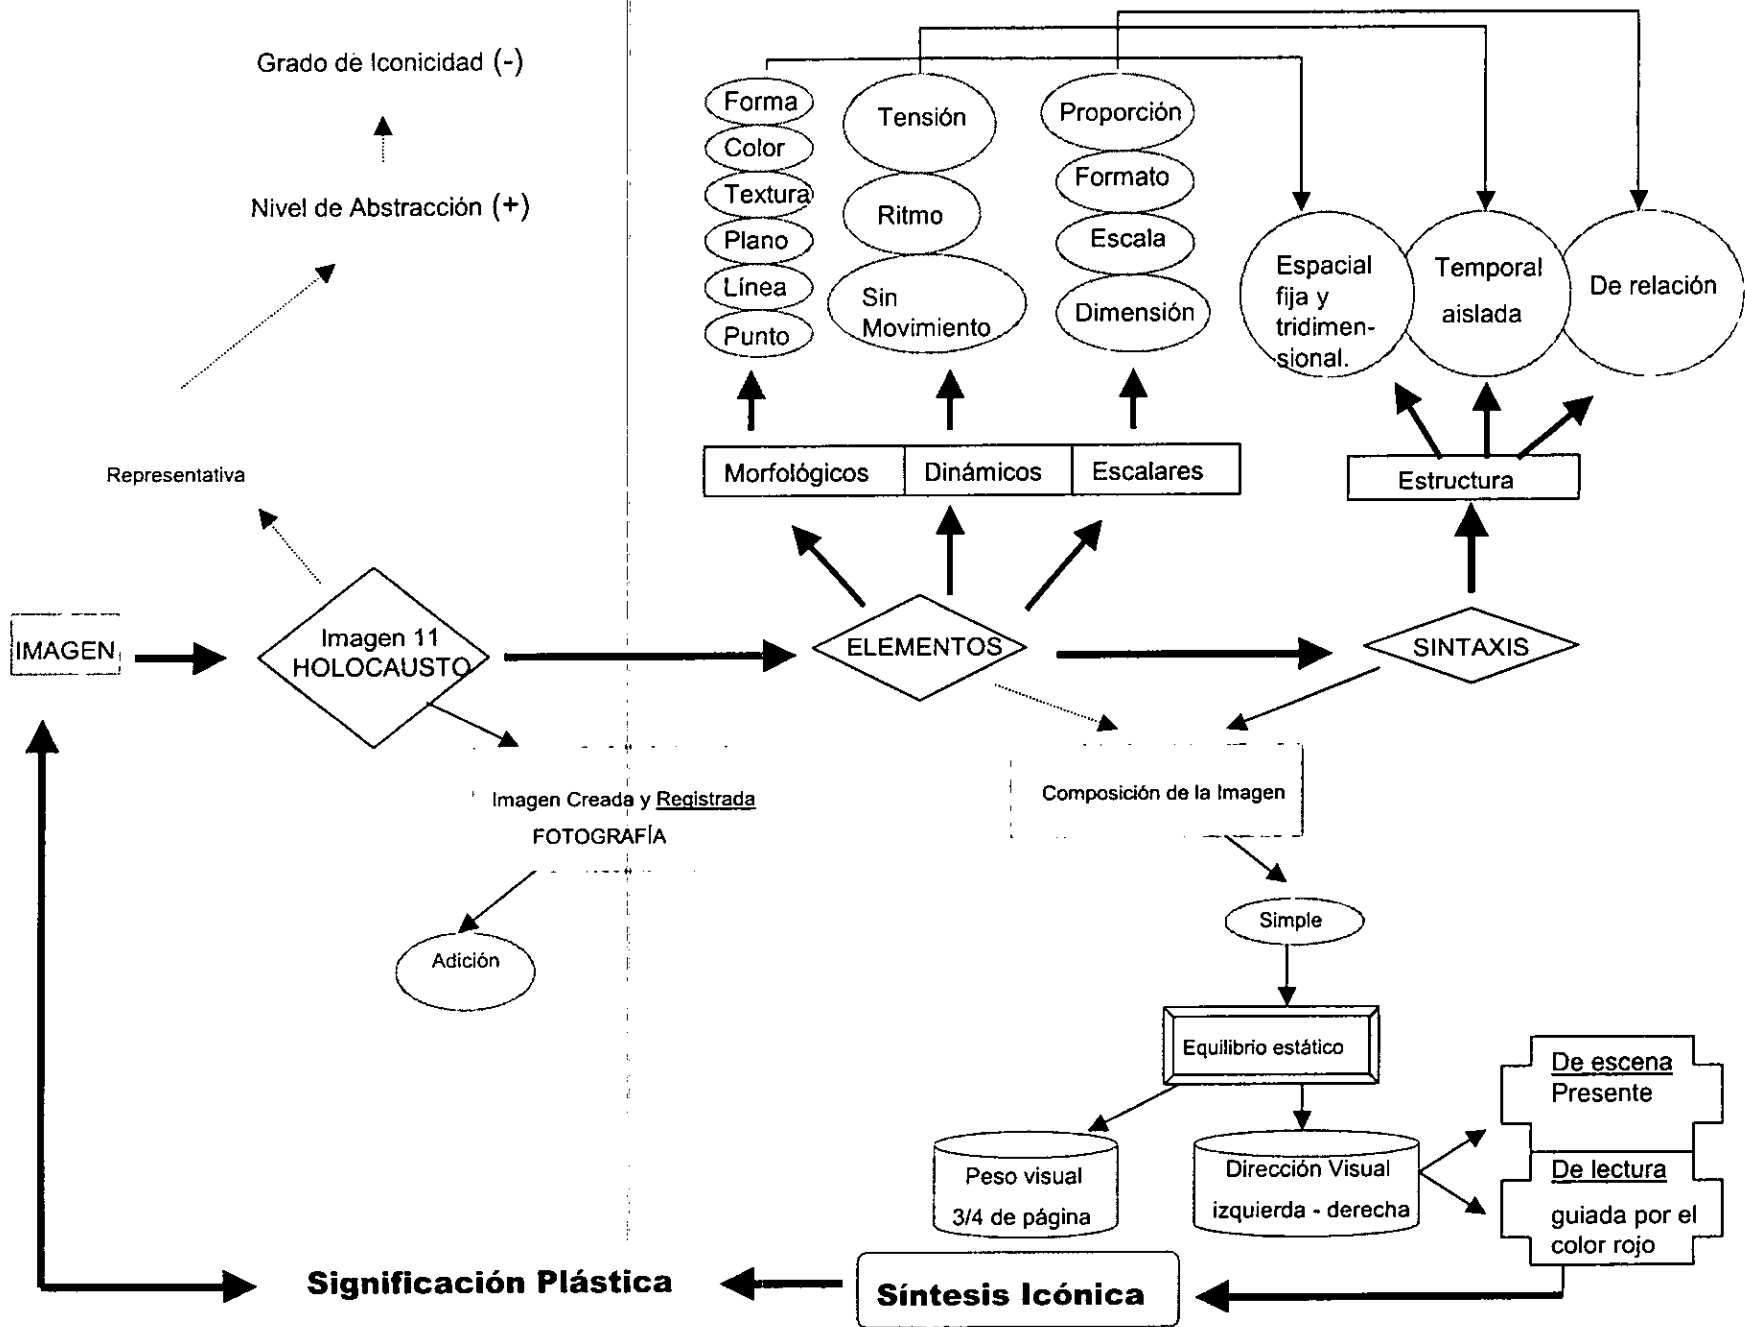 Grado de Iconicidad (-)
Nivel de Abstracción (+)
Representativa
IMAGEN
Imagen 11
HOLOCAUSTO
Imagen Creada y Registrada
FOTOGRAFÍA
Adición
Forma
Color
Textura
Plano
Línea
Punto
Tensión
Ritmo
Sin
Movimiento
Proporción
Formato
Escala
Dimensión
Espacial
fija y
tridimen-
sional.
Temporal
aislada
De relación
Morfológicos
Dinámicos
Escalares
Estructura
ELEMENTOS
SINTAXIS
Composición de la Imagen
Simple
Equilibrio estático
Peso visual
3/4 de página
Dirección Visual
izquierda - derecha
De escena
Presente
De lectura
guiada por el
color rojo
Síntesis Icónica
Significación Plástica